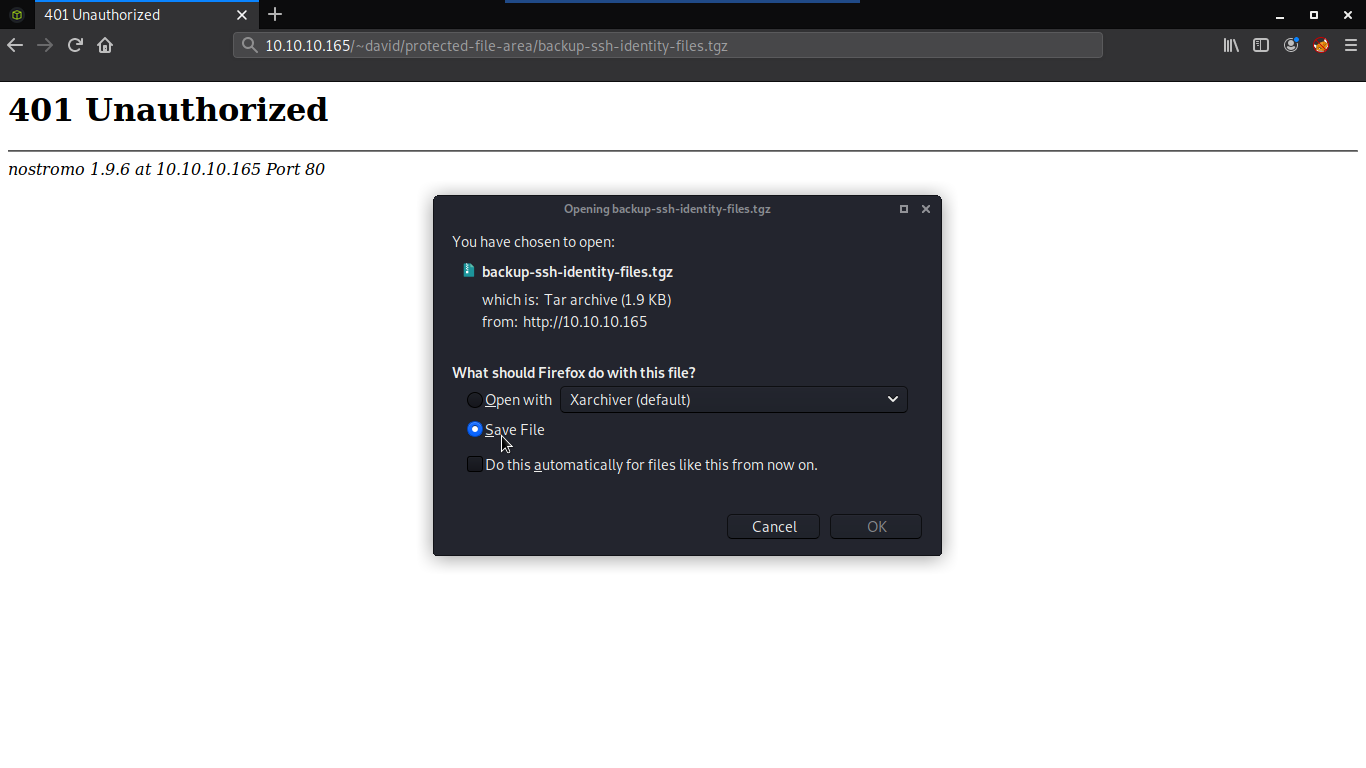 401 Unauthorized
10.10.10.165/~david/protected-file-area/backup-ssh-identity-files.tgz
401 Unauthorized
nostromo 1.9.6 at 10.10.10.165 Port 80
Opening backup-ssh-identity-files.tgz
You have chosen to open:
backup-ssh-identity-files.tgz
which is: Tar archive (1.9 KB)
from: http://10.10.10.165
What should Firefox do with this file?
Open with Xarchiver (default)
Save File
Do this automatically for files like this from now on.
Cancel OK